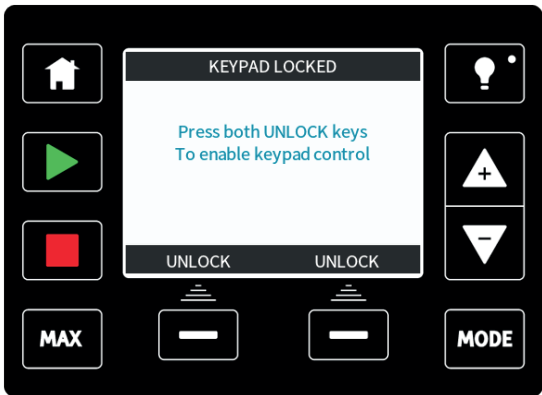 KEYPAD LOCKED
Press both UNLOCK keys
To enable keypad control
+
−
UNLOCK UNLOCK
MAX
MODE